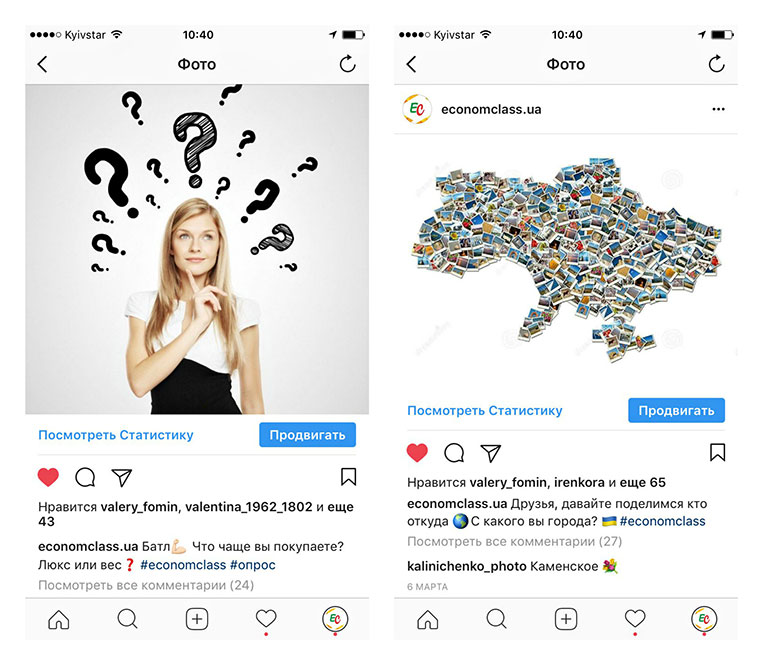 Kyivstar 10:40
Фото
Посмотреть Статистику Продвигать
Нравится valery_fomin, valentina_1962_1802 и еще
43
economclass.ua Батл💪🏻 Что чаще вы покупаете?
Люкс или вес❓ #economclass #опрос
Посмотреть все комментарии (24)
EC
Kyivstar 10:40
Фото
EC economclass.ua
Посмотреть Статистику Продвигать
Нравится valery_fomin, irenkora и еще 65
economclass.ua Друзья, давайте поделимся кто
откуда 🌏С какого вы города? 🇺🇦 #economclass
Посмотреть все комментарии (27)
kalinichenko_photo Каменское 💐
6 МАРТА
EC